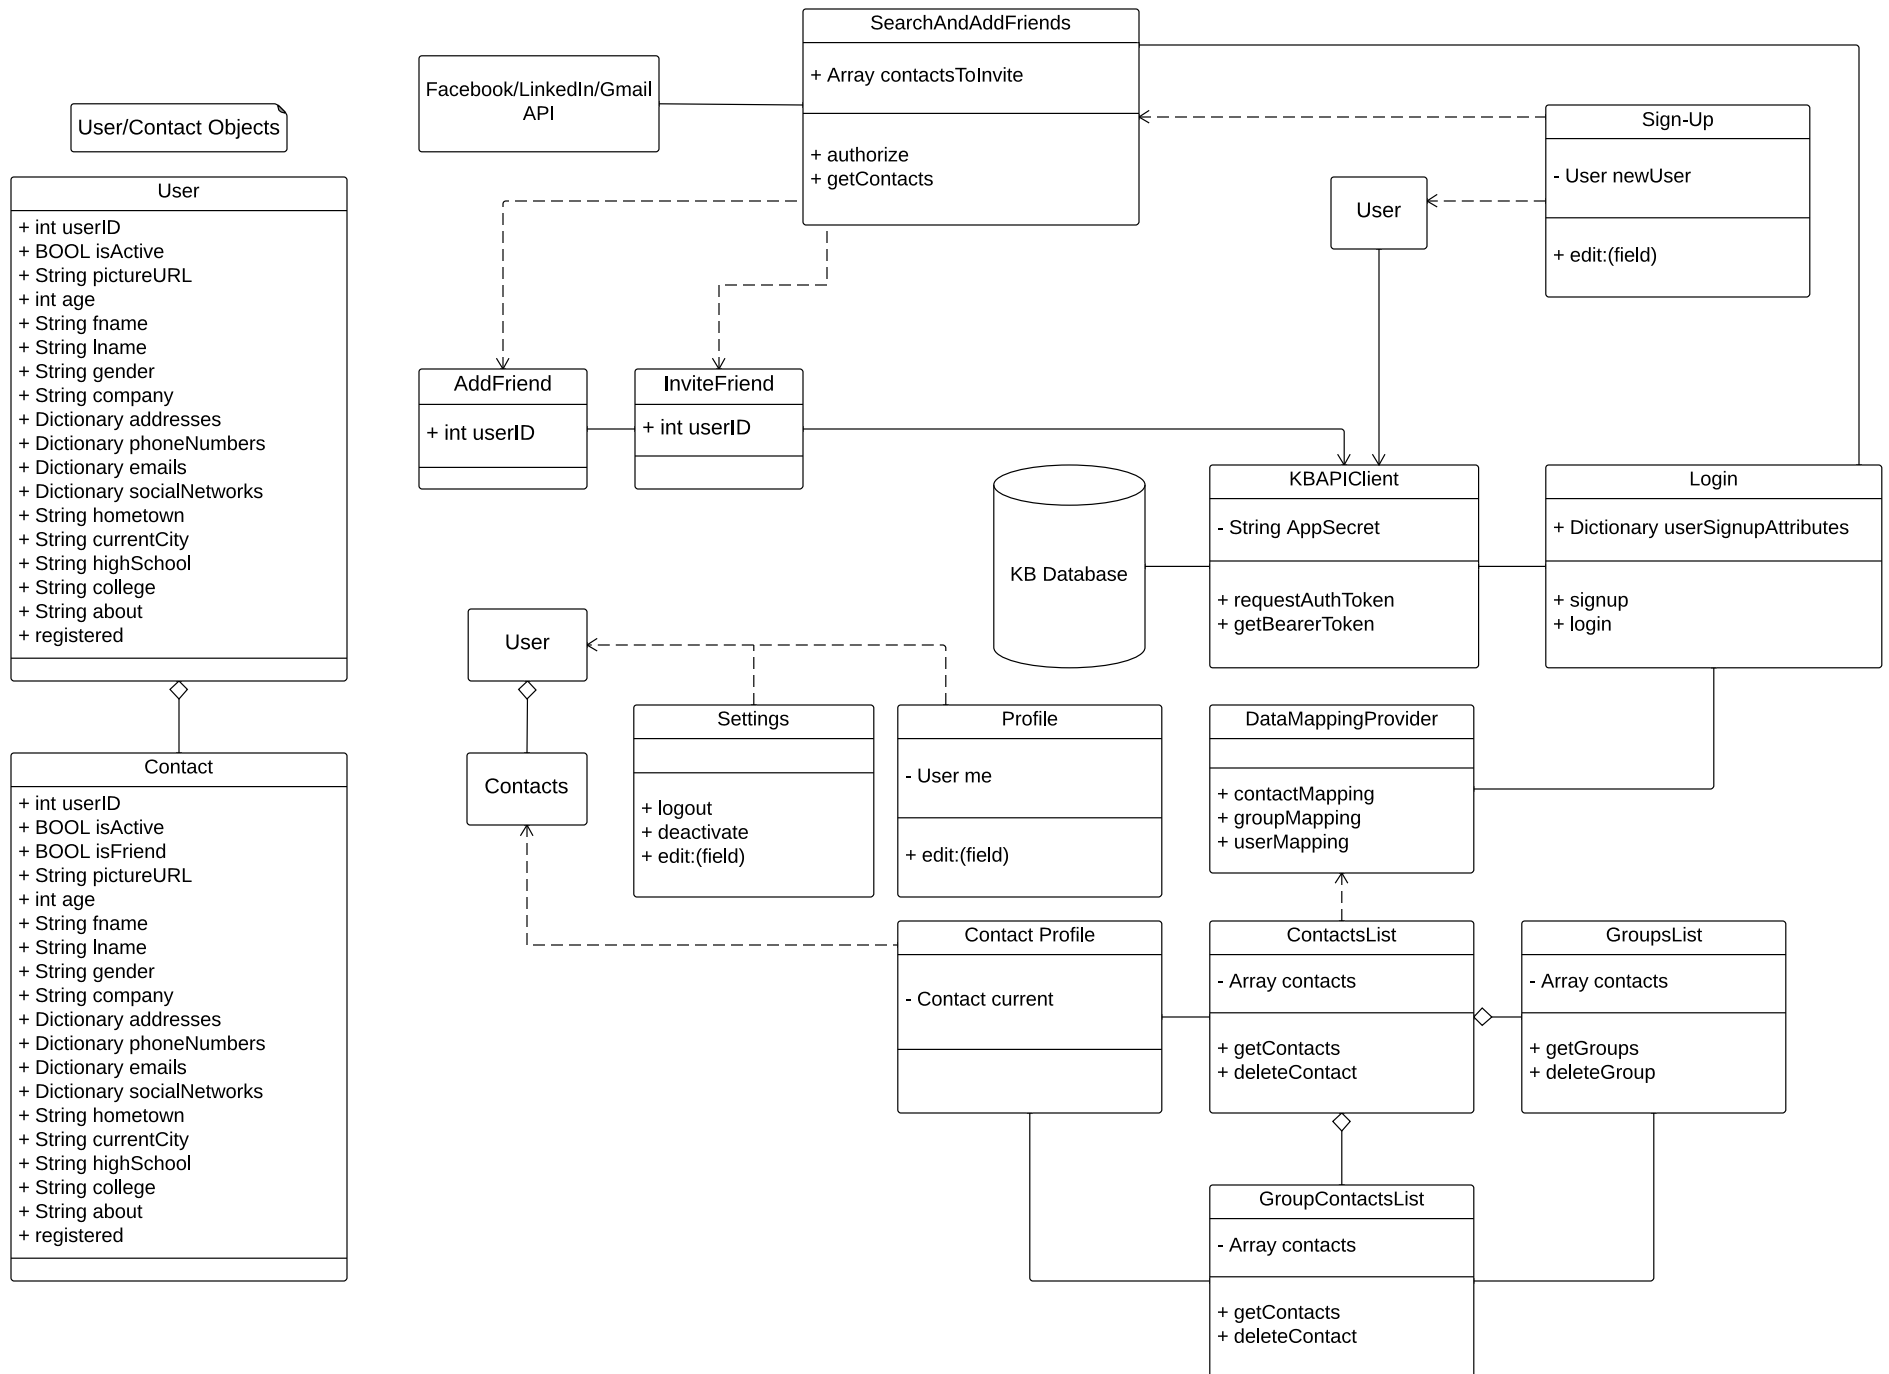 User/Contact Objects
User
+ int userID
+ BOOL isActive
+ String pictureURL
+ int age
+ String fname
+ String lname
+ String gender
+ String company
+ Dictionary addresses
+ Dictionary phoneNumbers
+ Dictionary emails
+ Dictionary socialNetworks
+ String hometown
+ String currentCity
+ String highSchool
+ String college
+ String about
+ registered
Contact
+ int userID
+ BOOL isActive
+ BOOL isFriend
+ String pictureURL
+ int age
+ String fname
+ String lname
+ String gender
+ String company
+ Dictionary addresses
+ Dictionary phoneNumbers
+ Dictionary emails
+ Dictionary socialNetworks
+ String hometown
+ String currentCity
+ String highSchool
+ String college
+ String about
+ registered
Facebook/LinkedIn/Gmail
API
SearchAndAddFriends
+ Array contactsToInvite
+ authorize
+ getContacts
Sign-Up
- User newUser
+ edit:(field)
User
AddFriend
+ int userID
InviteFriend
+ int userID
KB Database
KBAPIClient
- String AppSecret
+ requestAuthToken
+ getBearerToken
Login
+ Dictionary userSignupAttributes
+ signup
+ login
User
Contacts
Settings
+ logout
+ deactivate
+ edit:(field)
Profile
- User me
+ edit:(field)
DataMappingProvider
+ contactMapping
+ groupMapping
+ userMapping
Contact Profile
- Contact current
ContactsList
- Array contacts
+ getContacts
+ deleteContact
GroupsList
- Array contacts
+ getGroups
+ deleteGroup
GroupContactsList
- Array contacts
+ getContacts
+ deleteContact